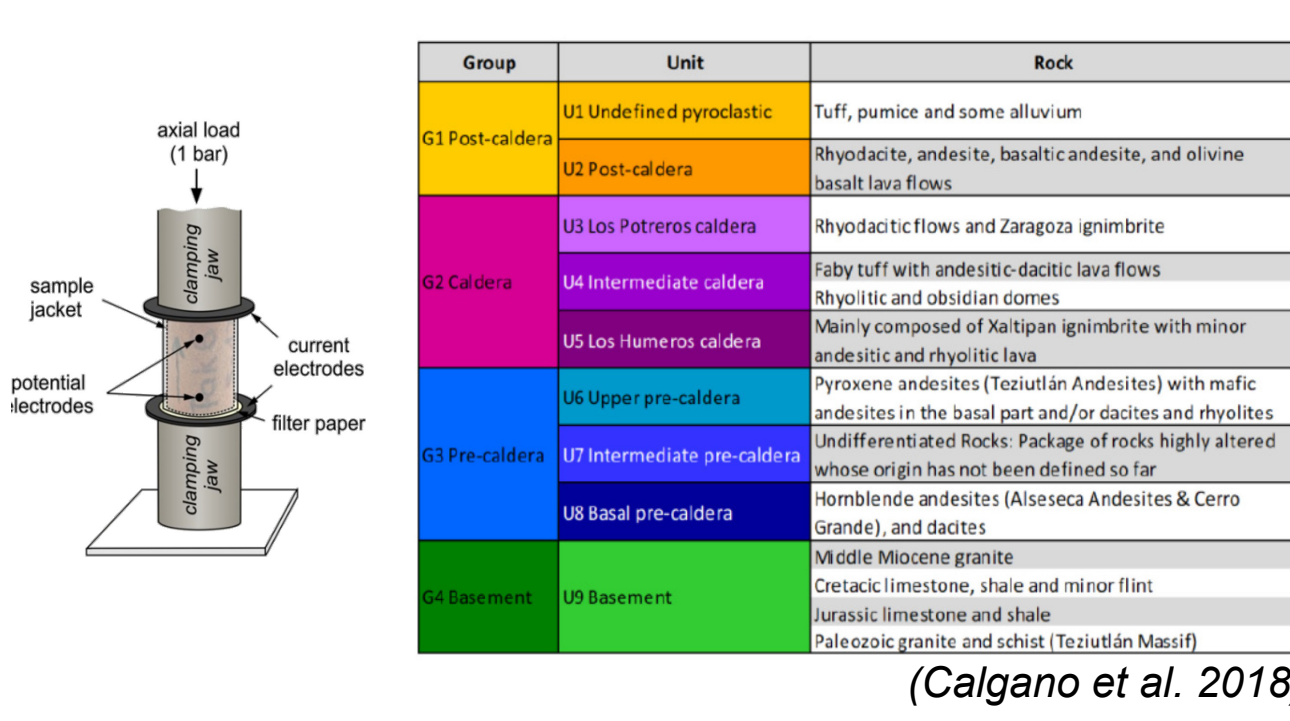 axial load
(1 bar)
clamping
jaw
sample
jacket
current
electrodes
potential
lectrodes
filter paper
clamping
jaw
Group Unit Rock
G1 Post-caldera
U1 Undefined pyroclastic
Tuff, pumice and some alluvium
U2 Post-caldera
Rhyodacite, andesite, basaltic andesite, and olivine
basalt lava flows
G2 Caldera
U3 Los Potreros caldera
Rhyodacitic flows and Zaragoza ignimbrite
U4 Intermediate caldera
Faby tuff with andesitic-dacitic lava flows
Rhyolitic and obsidian domes
U5 Los Humeros caldera
Mainly composed of Xaltipan ignimbrite with minor
andesitic and rhyolitic lava
G3 Pre-caldera
U6 Upper pre-caldera
Pyroxene andesites (Teziutlán Andesites) with mafic
andesites in the basal part and/or dacites and rhyolites
U7 Intermediate pre-caldera
Undifferentiated Rocks: Package of rocks highly altered
whose origin has not been defined so far
U8 Basal pre-caldera
Hornblende andesites (Alseseca Andesites & Cerro
Grande), and dacites
G4 Basement
U9 Basement
Middle Miocene granite
Cretacic limestone, shale and minor flint
Jurassic limestone and shale
Paleozoic granite and schist (Teziutlán Massif)
(Calgano et al. 2018)